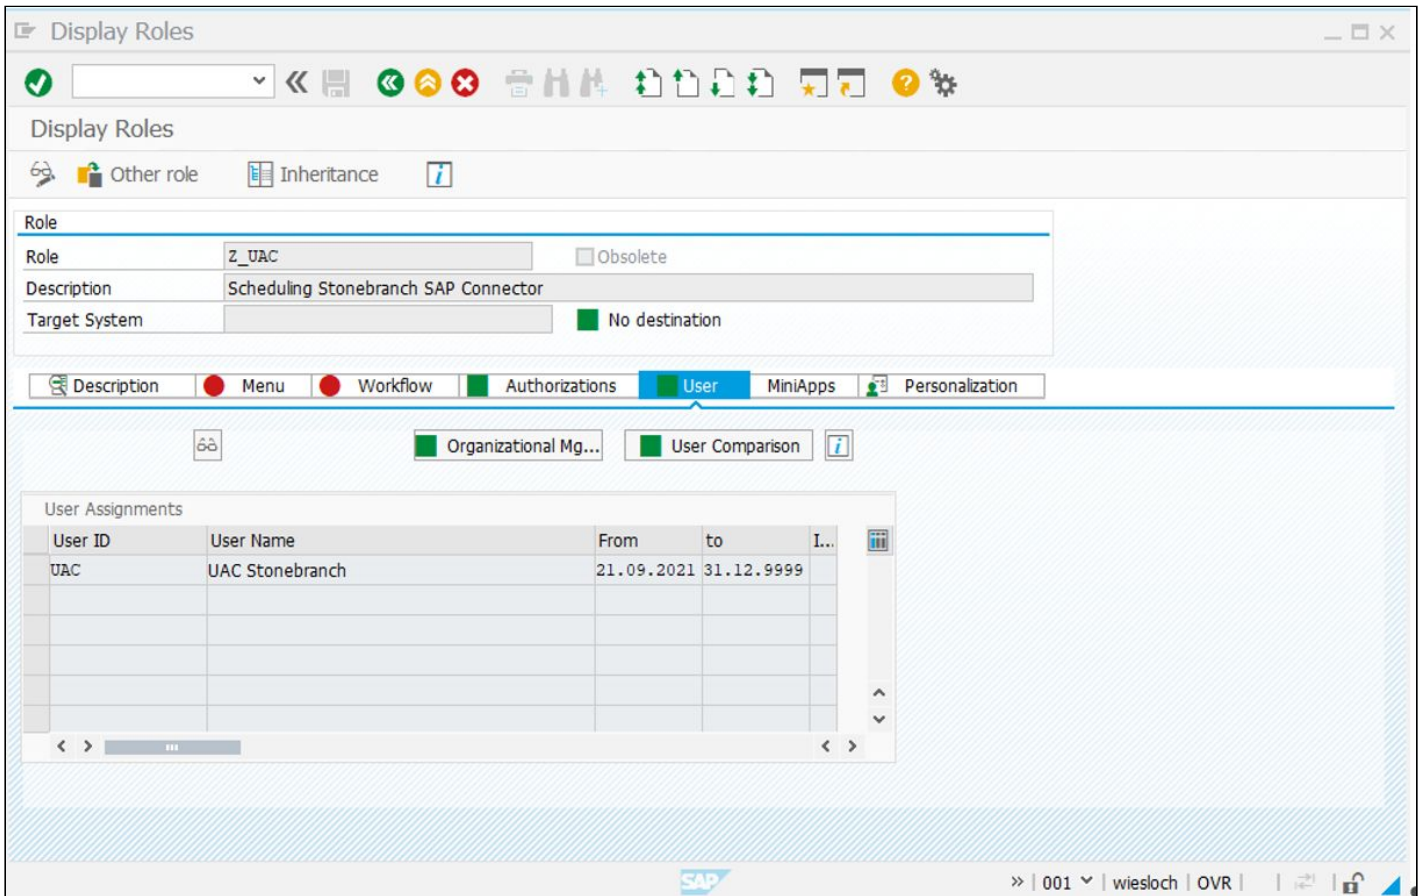 Display Roles
Display Roles
Other role Inheritance
Role
Role Z_UAC Obsolete
Description Scheduling Stonebranch SAP Connector
Target System No destination
Description Menu Workflow Authorizations User MiniApps Personalization
Organizational Mg... User Comparison
User Assignments
User ID User Name From to I..
UAC UAC Stonebranch 21.09.2021 31.12.9999
SAP » | 001 | wiesloch | OVR |